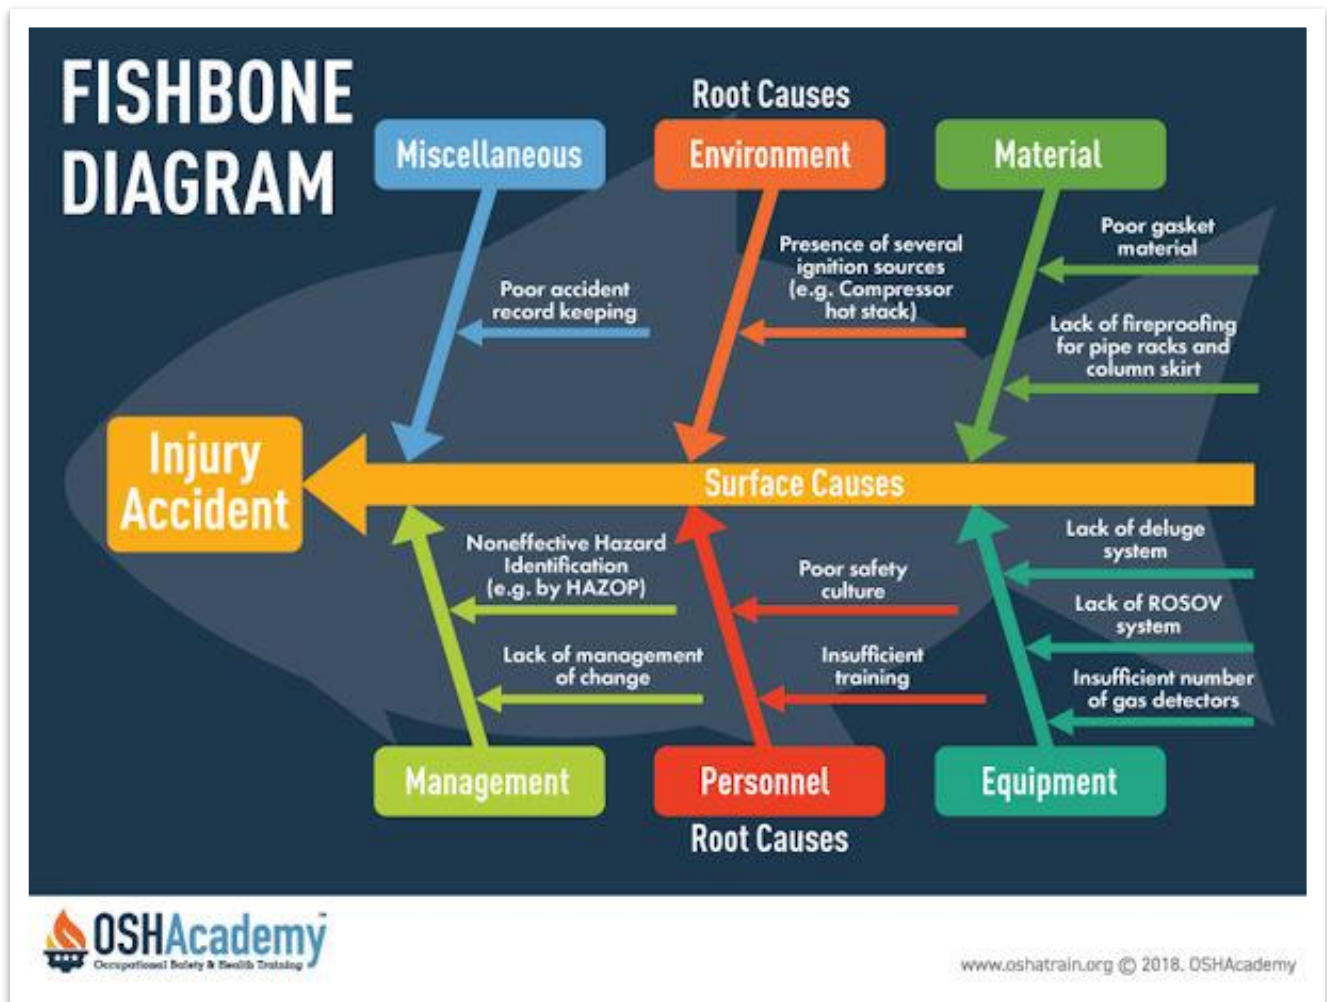 FISHBONE
DIAGRAM
Root Causes
Miscellaneous
Environment
Material
Poor accident
record keeping
Presence of several
ignition sources
(e.g. Compressor
hot stack)
Poor gasket
material
Lack of fireproofing
for pipe racks and
column skirt
Injury
Accident
Surface Causes
Noneffective Hazard
Identification
(e.g. by HAZOP)
Lack of management
of change
Poor safety
culture
Insufficient
training
Lack of deluge
system
Lack of ROSOV
system
Insufficient number
of gas detectors
Management
Personnel
Equipment
Root Causes
OSHAcademy™
Occupational Safety & Health Training
www.oshatrain.org © 2018. OSHAcademy